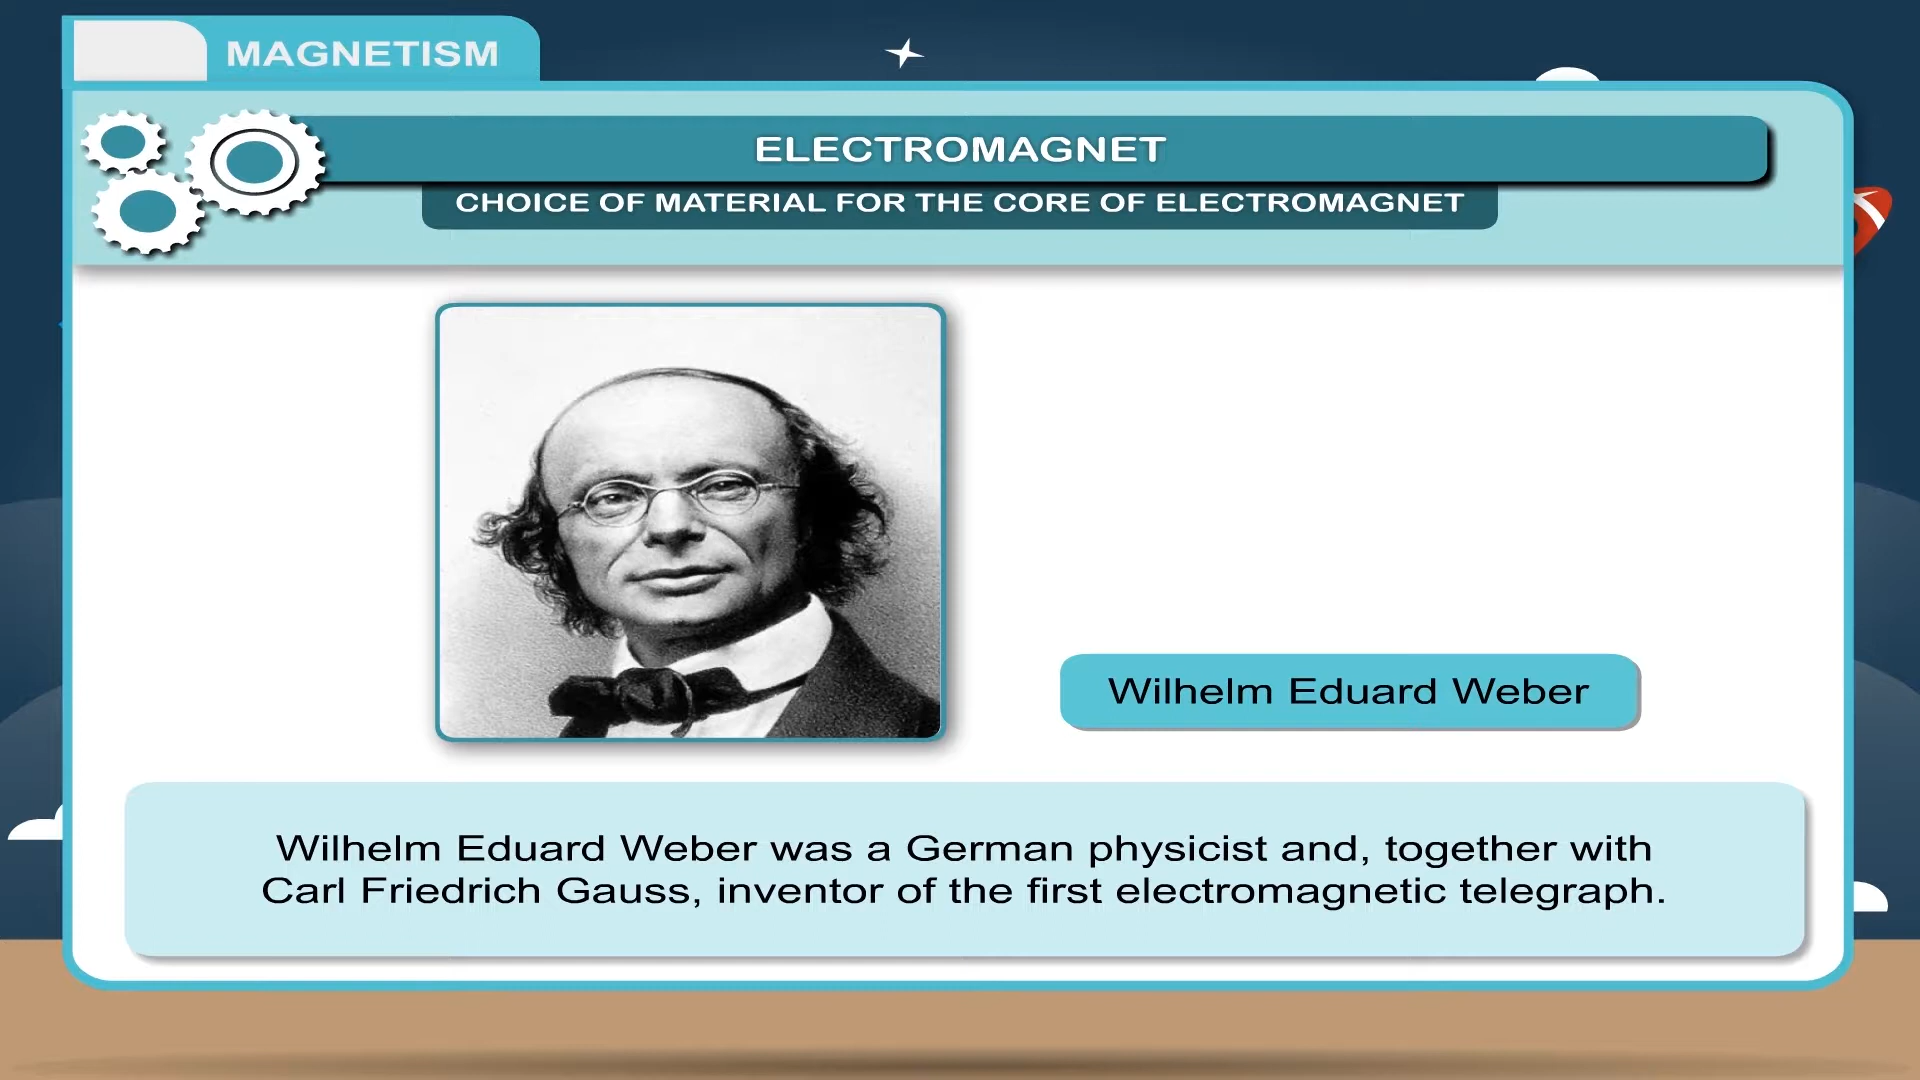 MAGNETISM
ELECTROMAGNET
CHOICE OF MATERIAL FOR THE CORE OF ELECTROMAGNET
Wilhelm Eduard Weber
Wilhelm Eduard Weber was a German physicist and, together with
Carl Friedrich Gauss, inventor of the first electromagnetic telegraph.